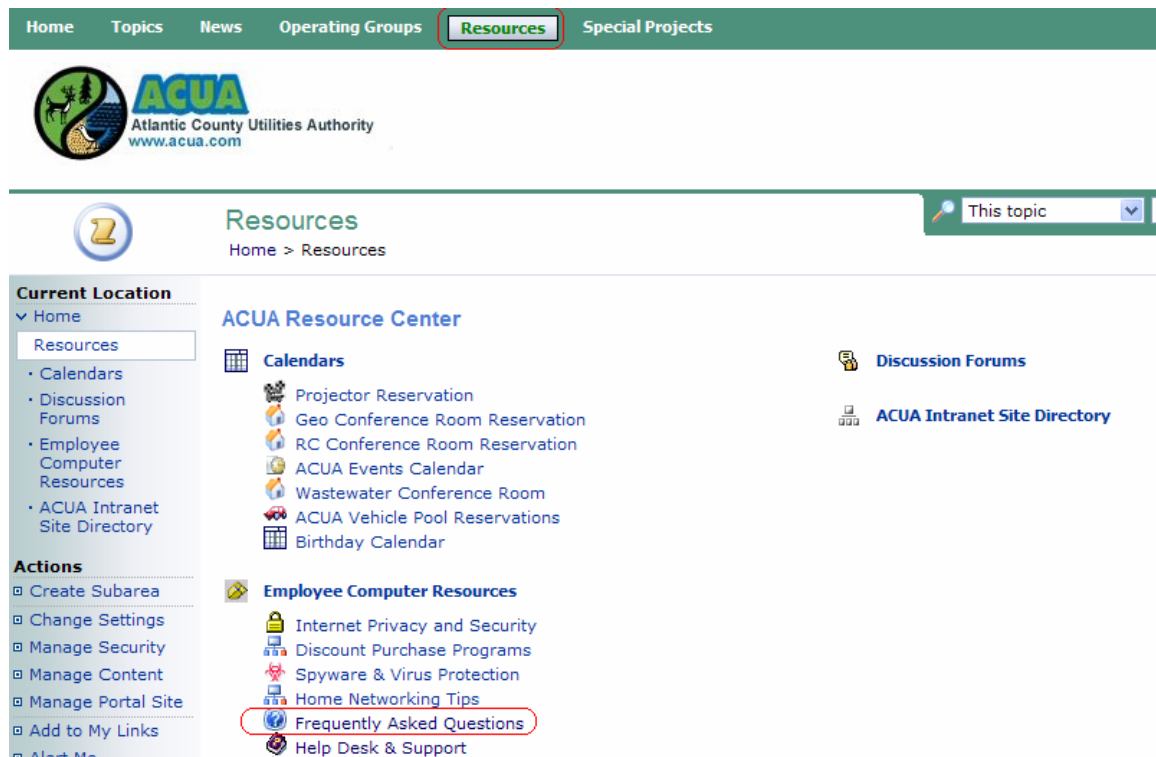 Home Topics News Operating Groups Resources Special Projects
ACUA
Atlantic County Utilities Authority
www.acua.com
Resources
Home > Resources
This topic
Current Location
Home
Resources
Calendars
Discussion
Forums
Employee
Computer
Resources
ACUA Intranet
Site Directory
Actions
Create Subarea
Change Settings
Manage Security
Manage Content
Manage Portal Site
Add to My Links
Alert Me
ACUA Resource Center
Calendars
Projector Reservation
Geo Conference Room Reservation
RC Conference Room Reservation
ACUA Events Calendar
Wastewater Conference Room
ACUA Vehicle Pool Reservations
Birthday Calendar
Employee Computer Resources
Internet Privacy and Security
Discount Purchase Programs
Spyware & Virus Protection
Home Networking Tips
Frequently Asked Questions
Help Desk & Support
Discussion Forums
ACUA Intranet Site Directory